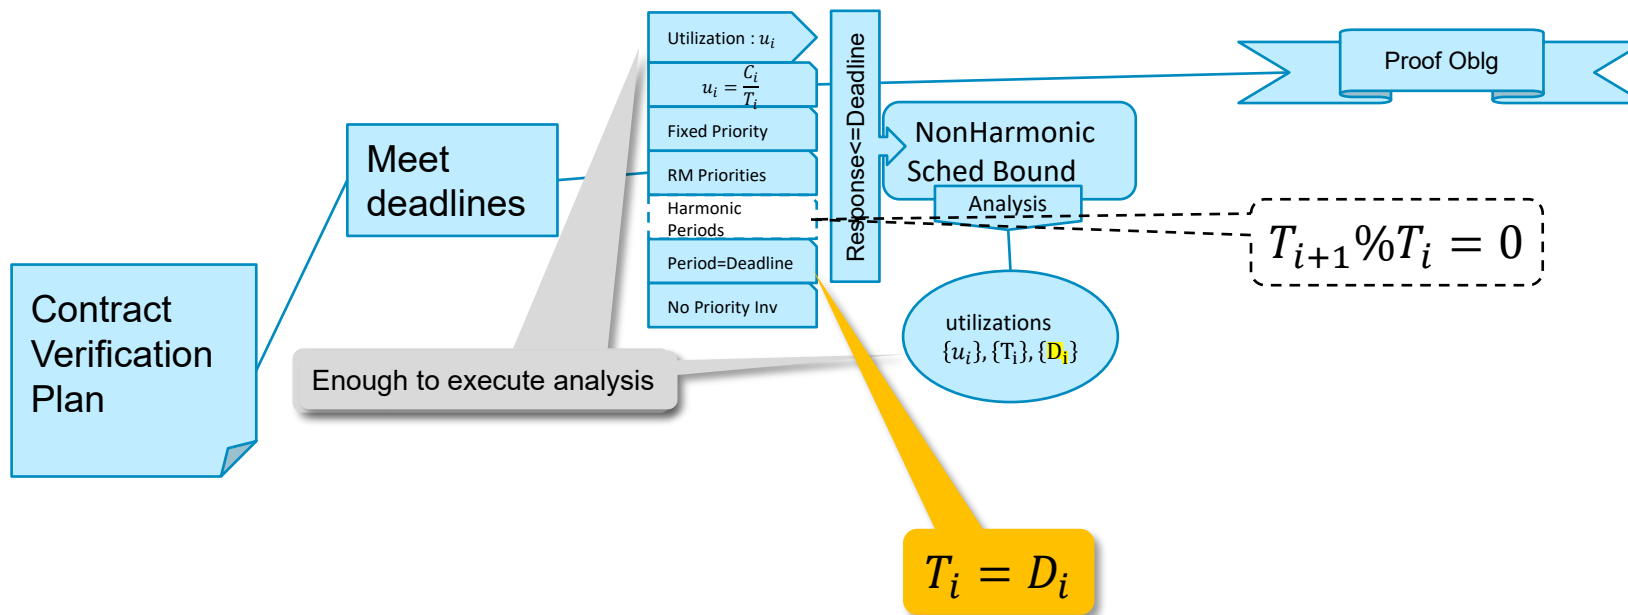 Contract
Verification
Plan
Meet
deadlines
Utilization : u_i
u_i = C_i / T_i
Fixed Priority
RM Priorities
Harmonic
Periods
Period=Deadline
No Priority Inv
Response<=Deadline
NonHarmonic
Sched Bound
Analysis
utilizations
{u_i}, {T_i}, {D_i}
Proof Oblg
T_{i+1}%T_i = 0
Enough to execute analysis
T_i = D_i